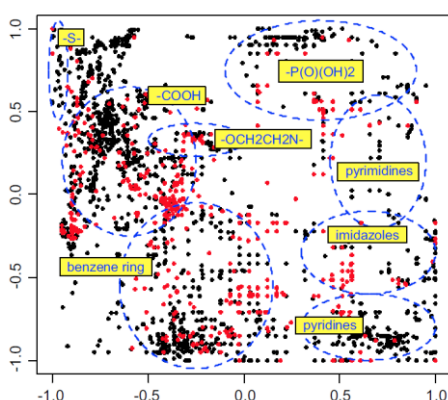 1.0
-S-
-P(O)(OH)2
-COOH
0.5
-OCH2CH2N-
pyrimidines
0.0
imidazoles
benzene ring
-0.5
pyridines
-1.0
-1.0 -0.5 0.0 0.5 1.0